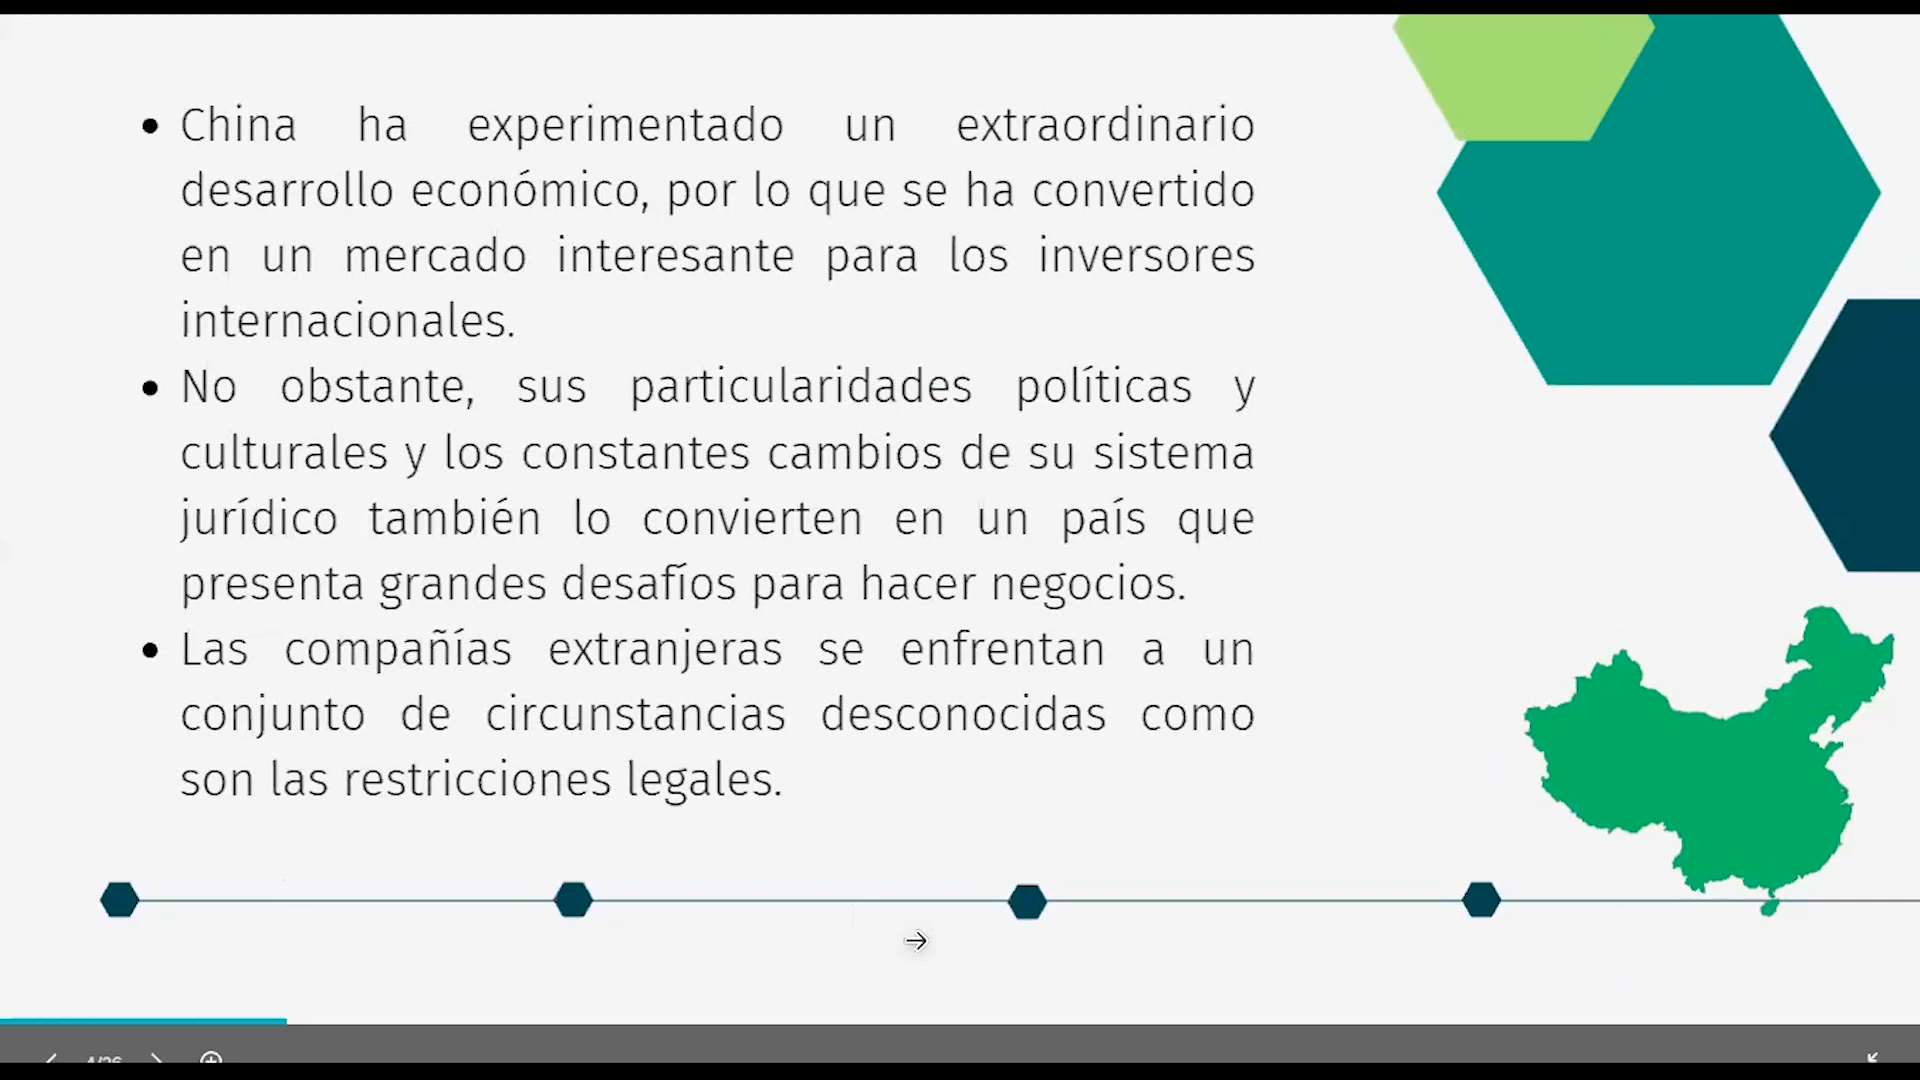 • China ha experimentado un extraordinario
desarrollo económico, por lo que se ha convertido
en un mercado interesante para los inversores
internacionales.
• No obstante, sus particularidades políticas y
culturales y los constantes cambios de su sistema
jurídico también lo convierten en un país que
presenta grandes desafíos para hacer negocios.
• Las compañías extranjeras se enfrentan a un
conjunto de circunstancias desconocidas como
son las restricciones legales.